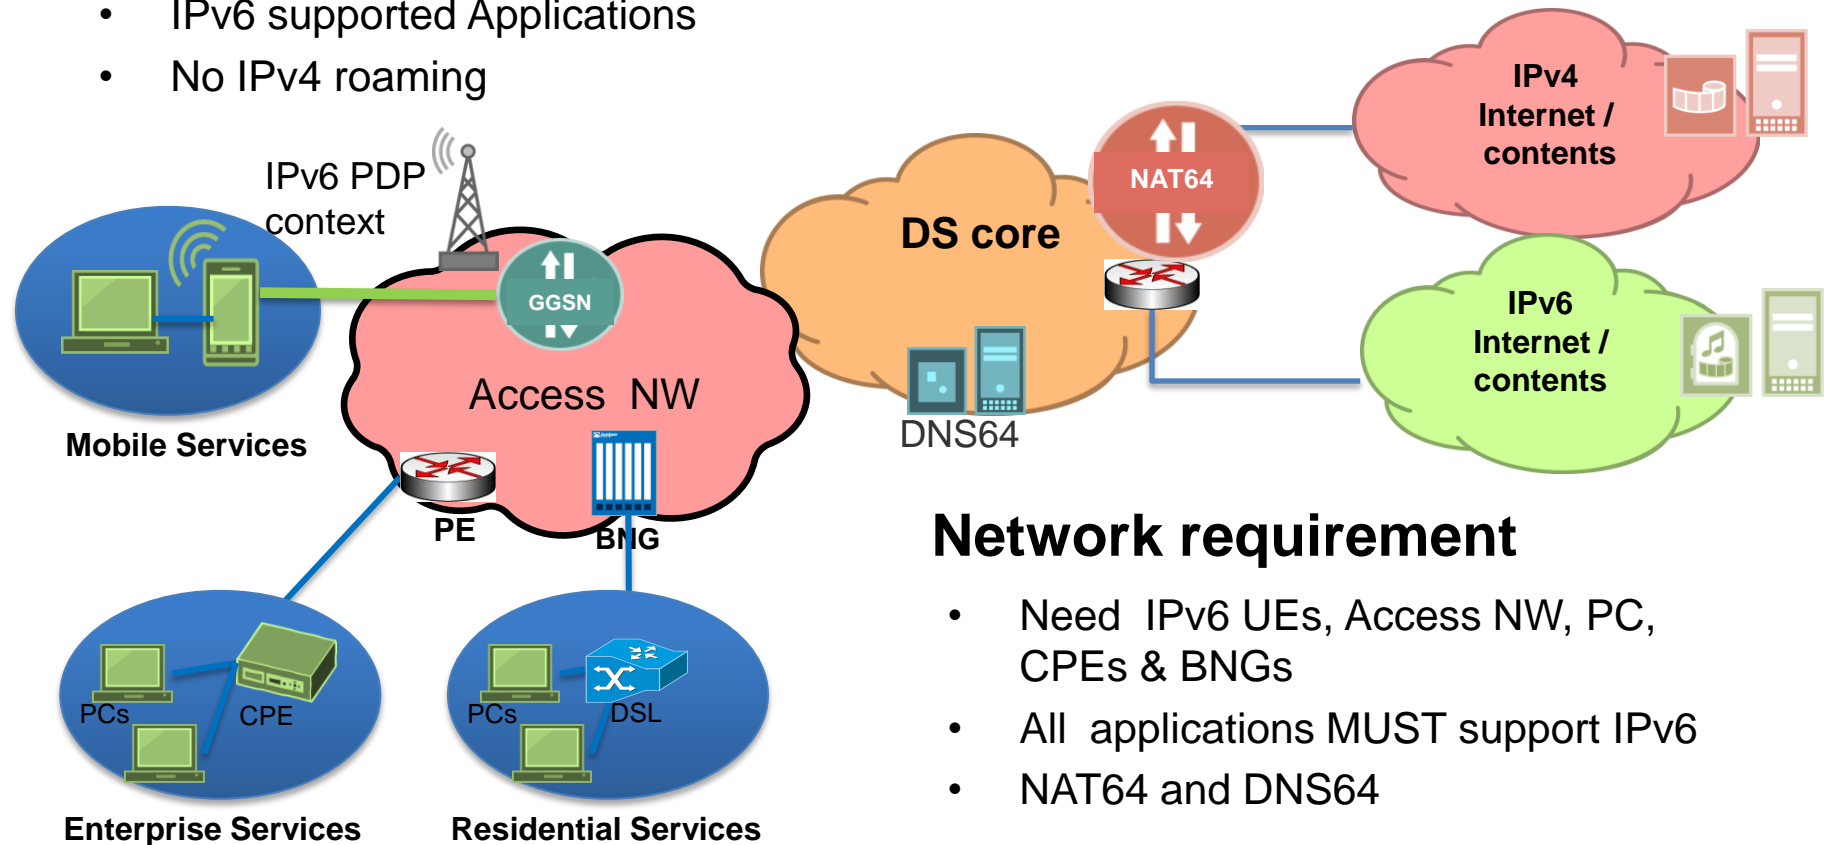 • IPv6 supported Applications
• No IPv4 roaming
IPv6 PDP
context
GGSN
Access NW
Mobile Services
PE
BNG
PCs
CPE
Enterprise Services
PCs
DSL
Residential Services
DS core
NAT64
DNS64
IPv4
Internet /
contents
IPv6
Internet /
contents
Network requirement
• Need IPv6 UEs, Access NW, PC,
CPEs & BNGs
• All applications MUST support IPv6
• NAT64 and DNS64